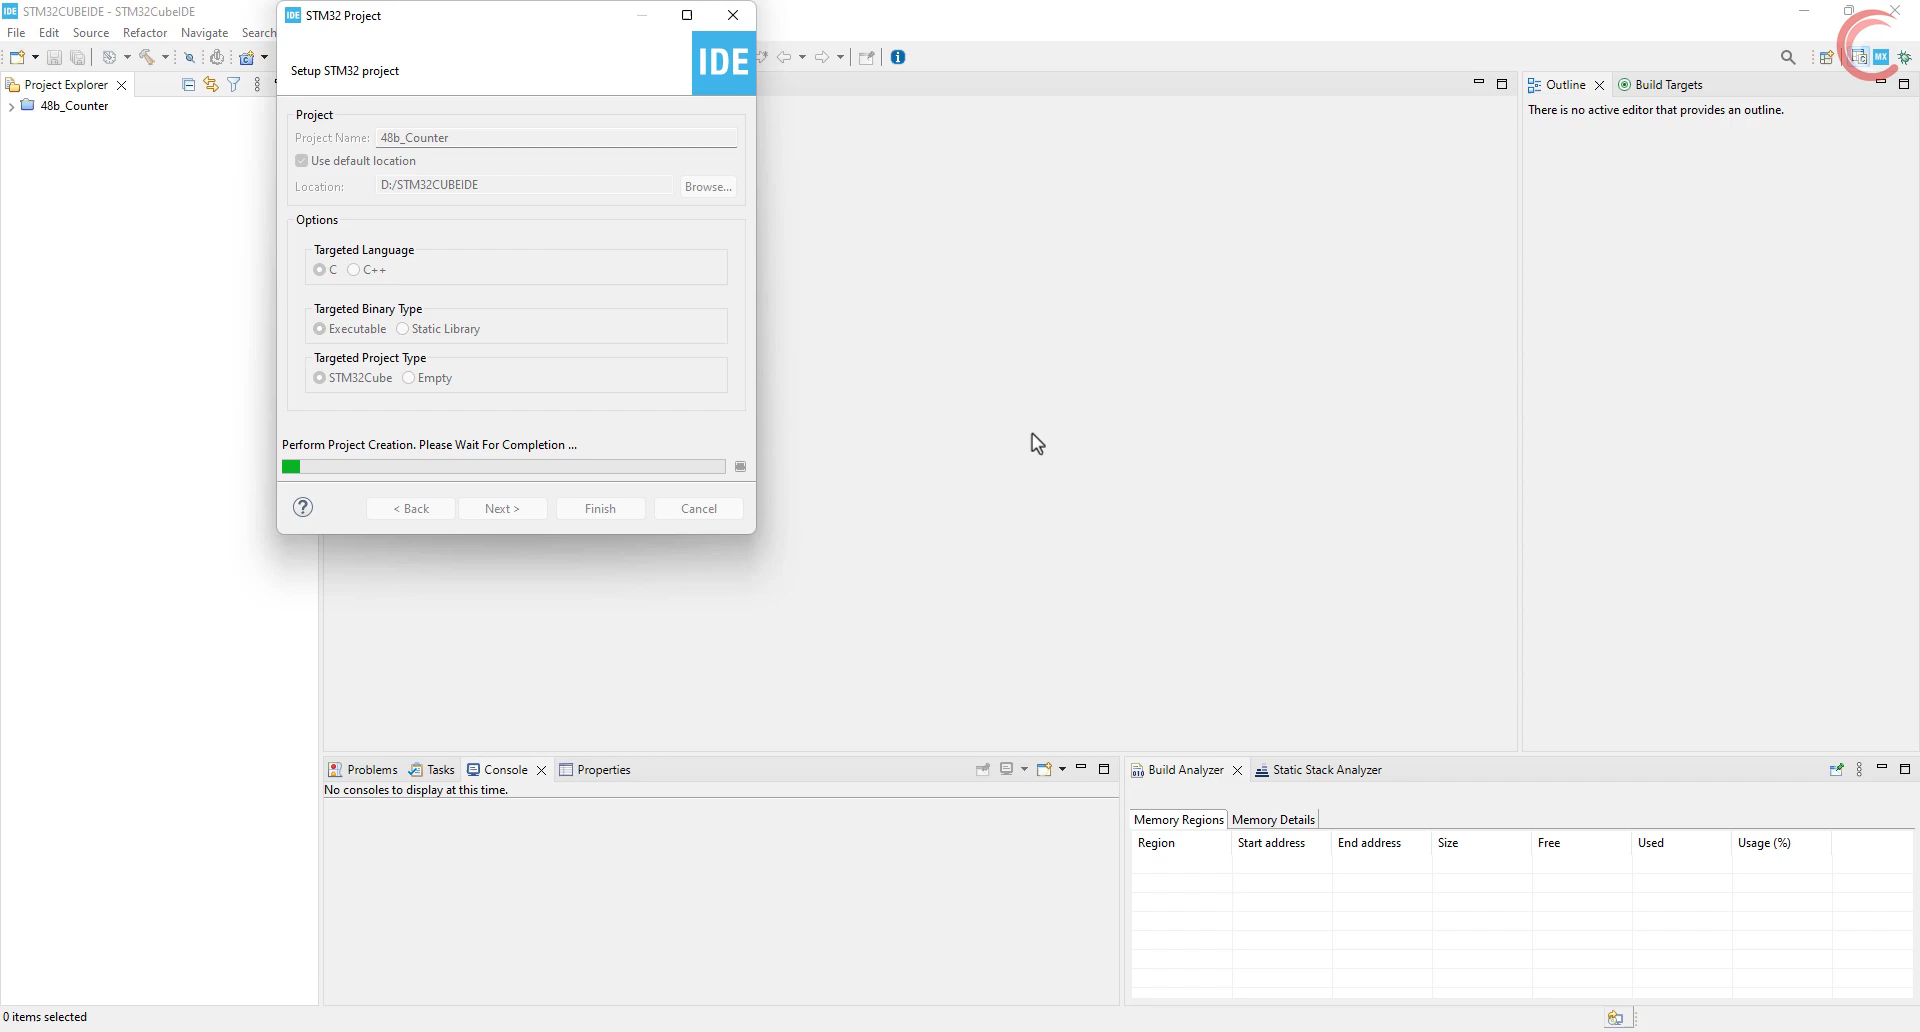 IDE STM32CUBEIDE - STM32CubeIDE
File Edit Source Refactor Navigate Search
Project Explorer
48b_Counter
IDE STM32 Project
Setup STM32 project
IDE
Project
Project Name: 48b_Counter
Use default location
Location: D:/STM32CUBEIDE Browse...
Options
Targeted Language
C C++
Targeted Binary Type
Executable Static Library
Targeted Project Type
STM32Cube Empty
Perform Project Creation. Please Wait For Completion ...
? < Back Next > Finish Cancel
MX
Outline Build Targets
There is no active editor that provides an outline.
Problems Tasks Console Properties
No consoles to display at this time.
Build Analyzer Static Stack Analyzer
Memory Regions Memory Details
Region Start address End address Size Free Used Usage (%)
0 items selected